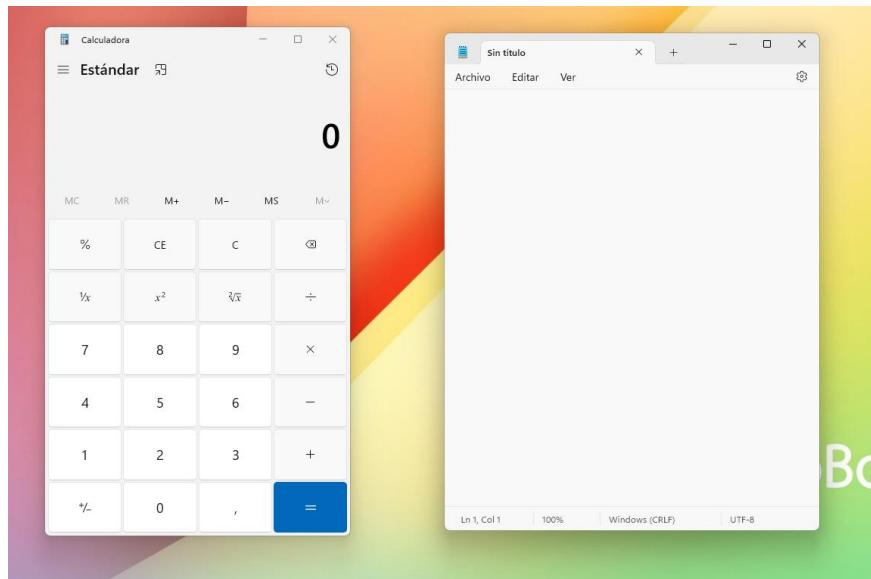 Calculadora
Estándar
0
MC MR M+ M− MS M˅
% CE C
¹/x x² ²√x ÷
7 8 9 ×
4 5 6 −
1 2 3 +
+/− 0 , =
Sin título
Archivo Editar Ver
Ln 1, Col 1 100% Windows (CRLF) UTF-8